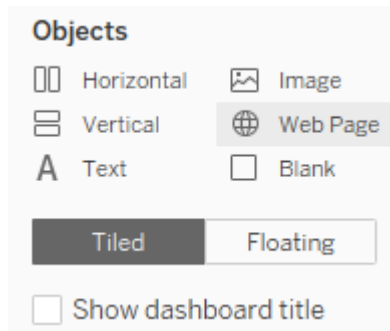 Objects
Horizontal Image
Vertical Web Page
A Text Blank
Tiled Floating
Show dashboard title